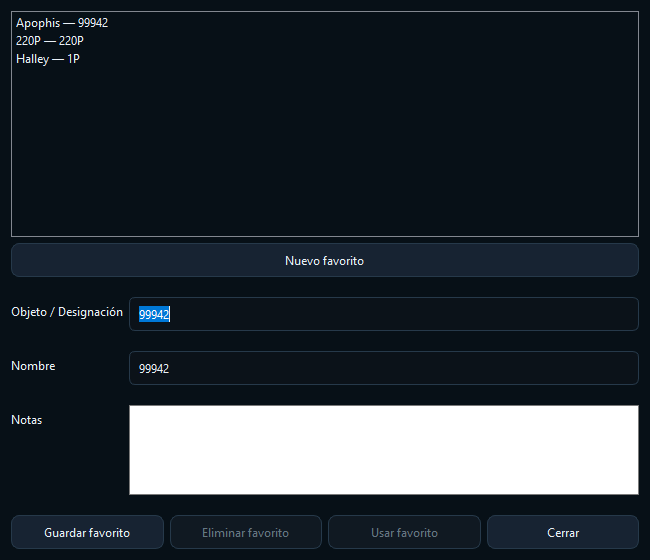 Apophis — 99942
220P — 220P
Halley — 1P
Nuevo favorito
Objeto / Designación 99942
Nombre 99942
Notas
Guardar favorito Eliminar favorito Usar favorito Cerrar